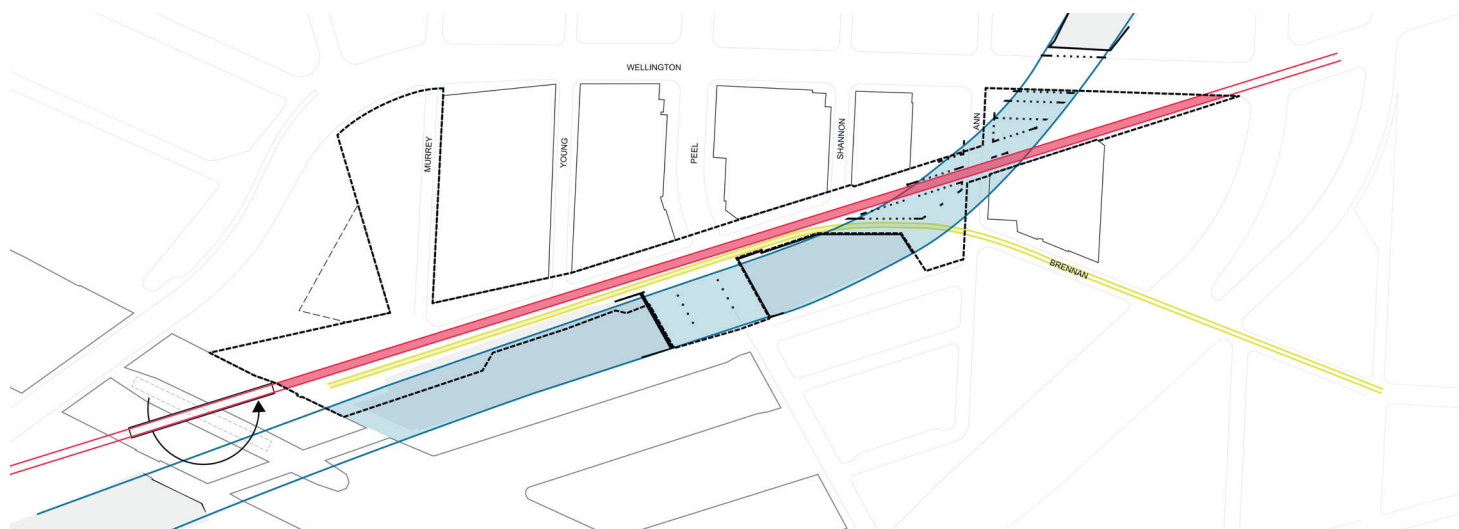 WELLINGTON
MURREY
YOUNG
PEEL
SHANNON
ANN
BRENNAN